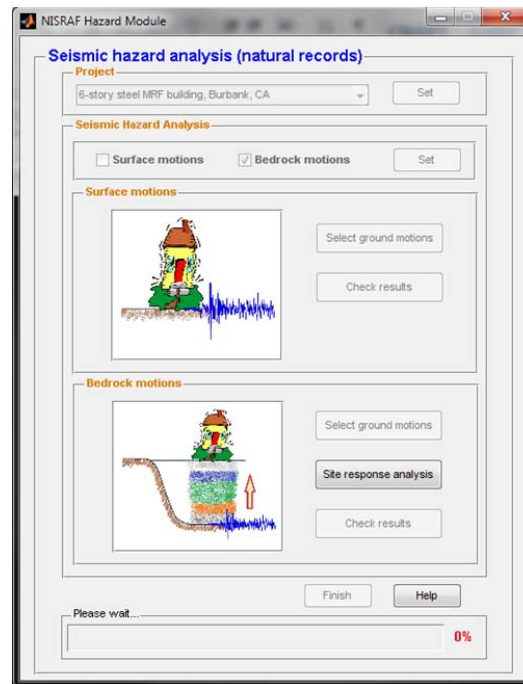 NISRAF Hazard Module
Seismic hazard analysis (natural records)
Project
6-story steel MRF building, Burbank, CA
Set
Seismic Hazard Analysis
Surface motions
Bedrock motions
Set
Surface motions
Select ground motions
Check results
Bedrock motions
Select ground motions
Site response analysis
Check results
Finish
Help
Please wait...
0%